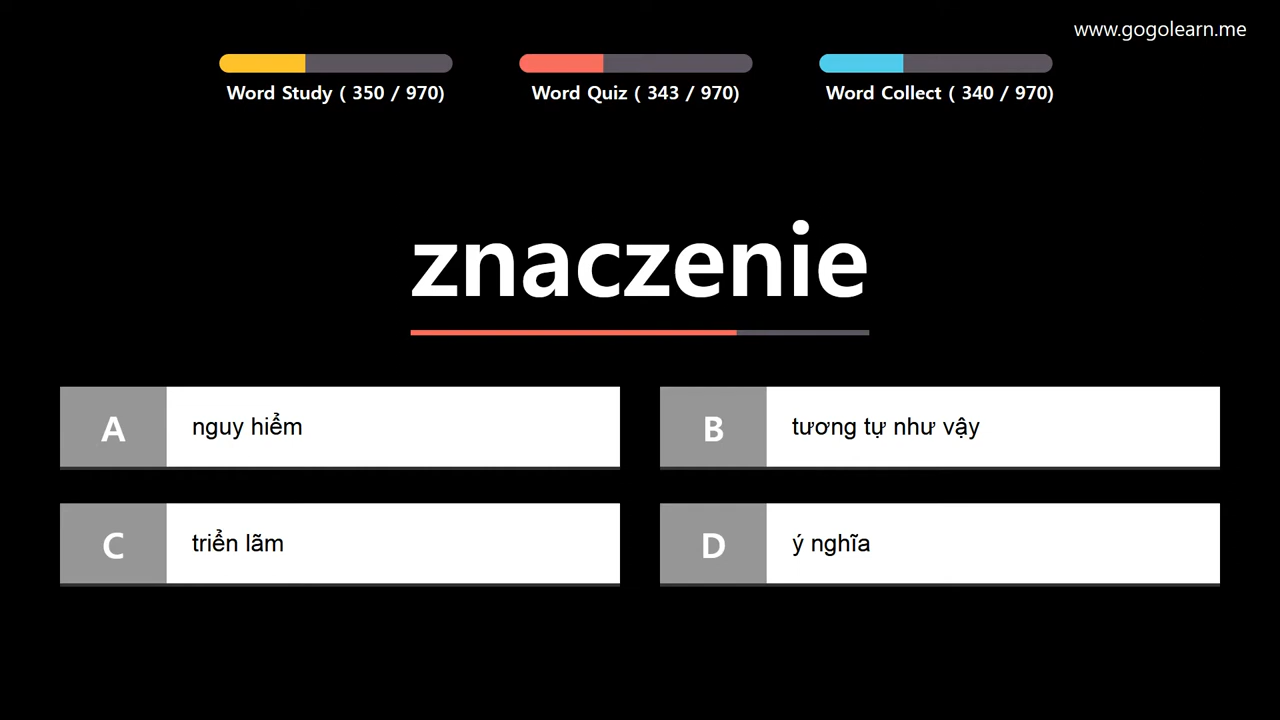 www.gogolearn.me
Word Study ( 350 / 970)
Word Quiz ( 343 / 970)
Word Collect ( 340 / 970)
znaczenie
A
nguy hiểm
B
tương tự như vậy
C
triển lãm
D
ý nghĩa